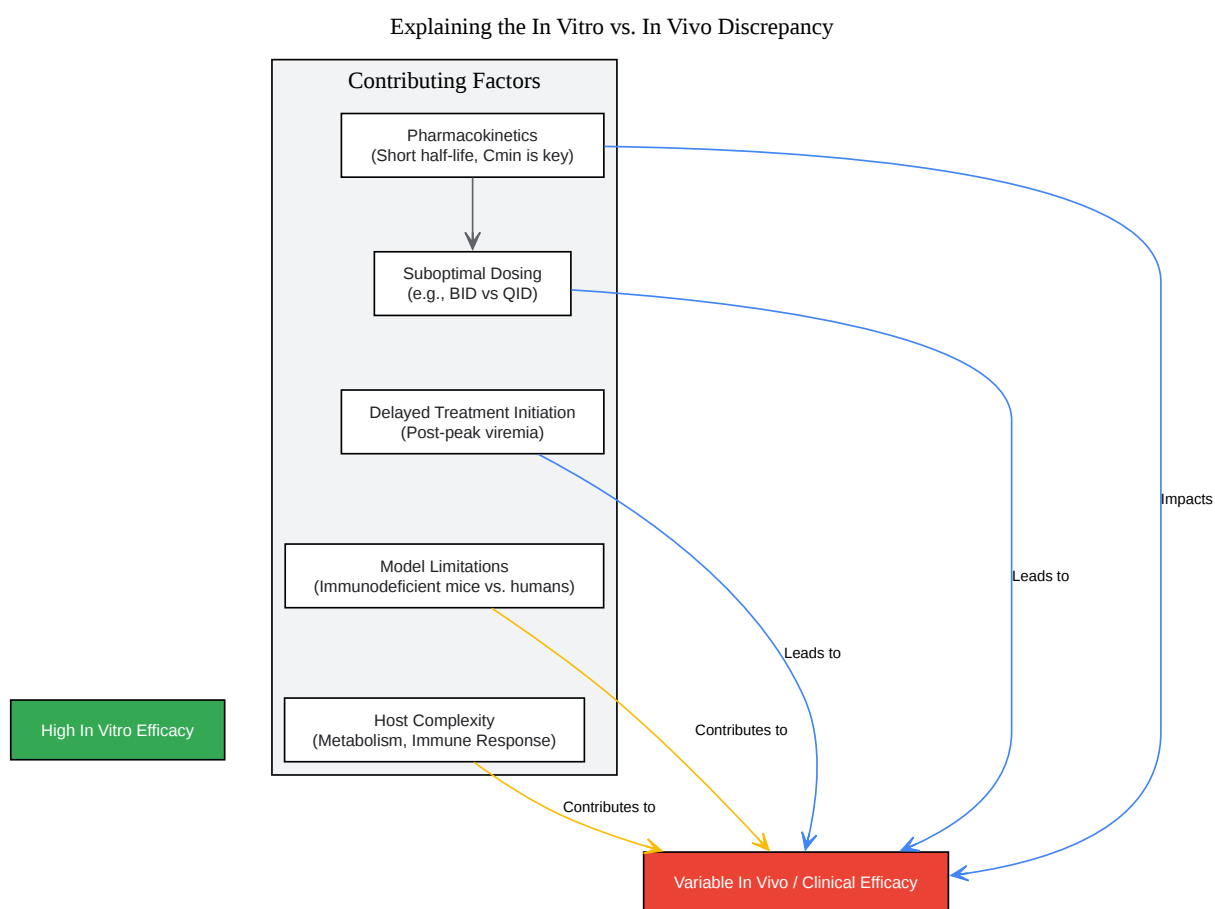 Explaining the In Vitro vs. In Vivo Discrepancy
Contributing Factors
Pharmacokinetics
(Short half-life, Cmin is key)
Suboptimal Dosing
(e.g., BID vs QID)
Delayed Treatment Initiation
(Post-peak viremia)
Impacts
Model Limitations
(Immunodeficient mice vs. humans)
Leads to
Leads to
Host Complexity
(Metabolism, Immune Response)
High In Vitro Efficacy
Contributes to
Contributes to
Variable In Vivo / Clinical Efficacy